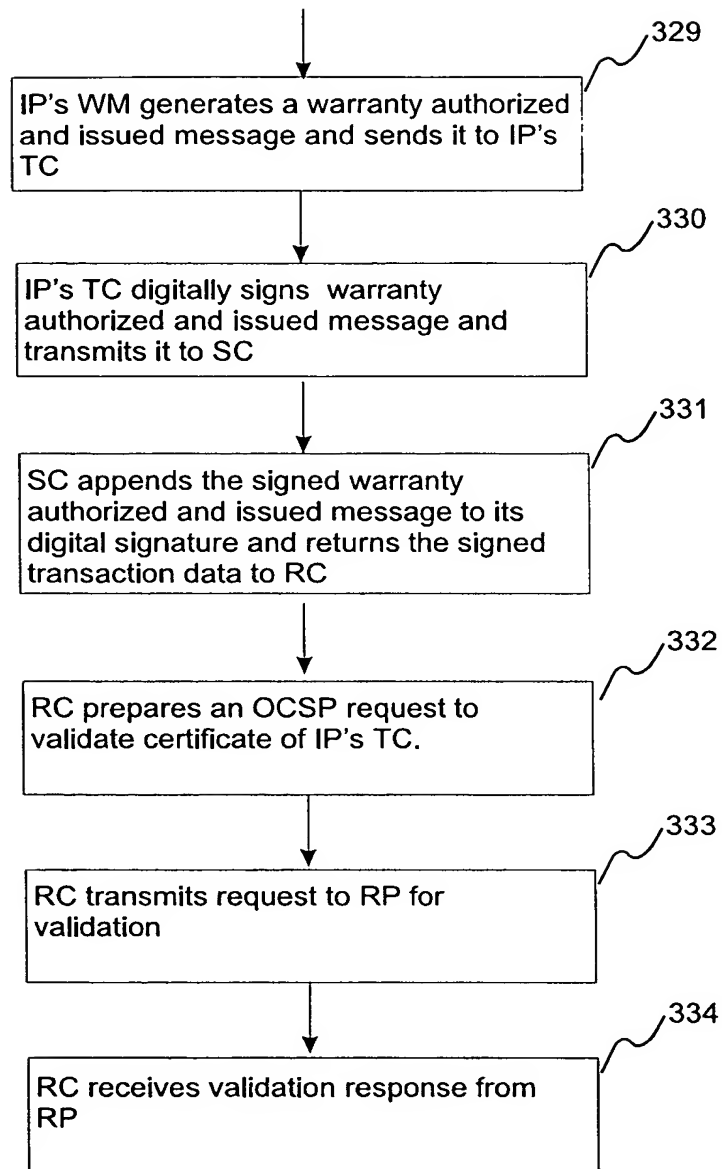 329
IP's WM generates a warranty authorized
and issued message and sends it to IP's
TC
330
IP's TC digitally signs warranty
authorized and issued message and
transmits it to SC
331
SC appends the signed warranty
authorized and issued message to its
digital signature and returns the signed
transaction data to RC
332
RC prepares an OCSP request to
validate certificate of IP's TC.
333
RC transmits request to RP for
validation
334
RC receives validation response from
RP